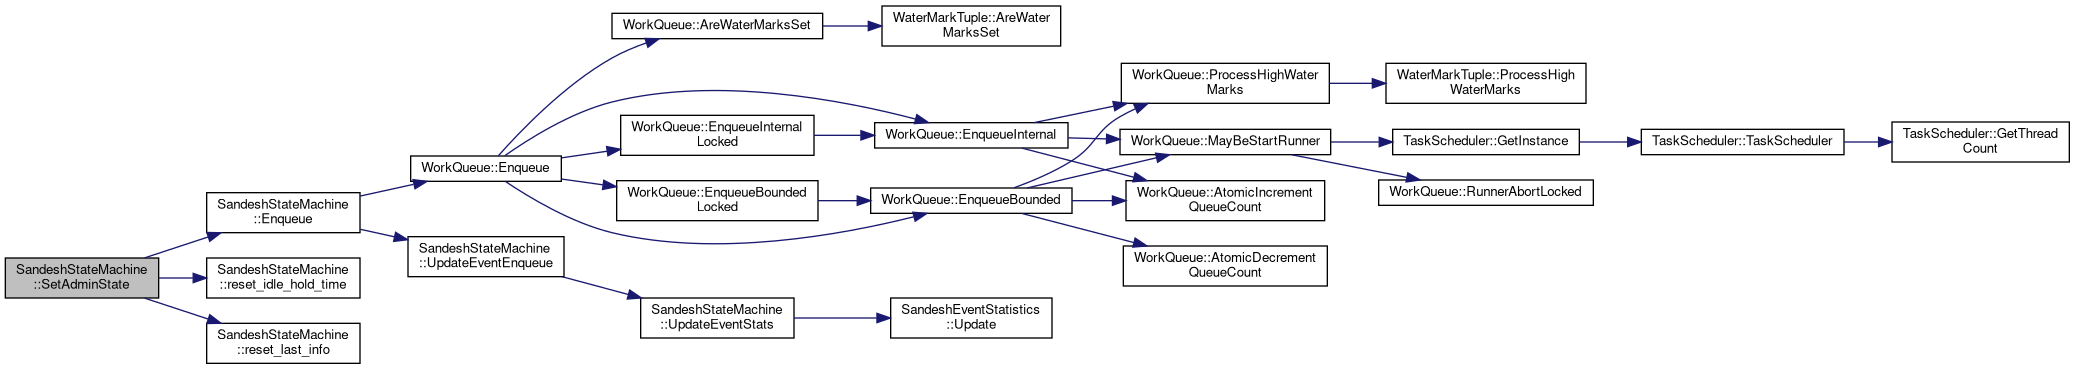 WorkQueue::AreWaterMarksSet
WaterMarkTuple::AreWater
MarksSet
WorkQueue::ProcessHighWater
Marks
WaterMarkTuple::ProcessHigh
WaterMarks
WorkQueue::EnqueueInternal
Locked
WorkQueue::EnqueueInternal
WorkQueue::MayBeStartRunner
TaskScheduler::GetInstance
TaskScheduler::TaskScheduler
TaskScheduler::GetThread
Count
WorkQueue::Enqueue
WorkQueue::EnqueueBounded
Locked
WorkQueue::EnqueueBounded
WorkQueue::AtomicIncrement
QueueCount
WorkQueue::RunnerAbortLocked
SandeshStateMachine
::Enqueue
SandeshStateMachine
::UpdateEventEnqueue
WorkQueue::AtomicDecrement
QueueCount
SandeshStateMachine
::SetAdminState
SandeshStateMachine
::reset_idle_hold_time
SandeshStateMachine
::UpdateEventStats
SandeshEventStatistics
::Update
SandeshStateMachine
::reset_last_info